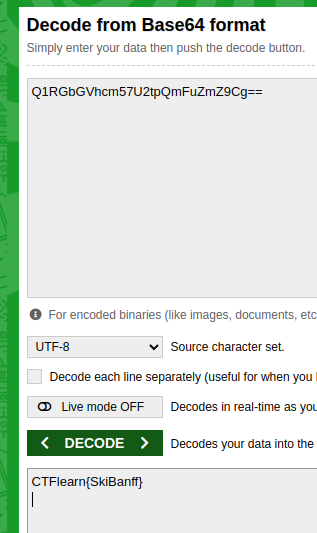 Decode from Base64 format
Simply enter your data then push the decode button.
Q1RGbGVhcm57U2tpQmFuZmZ9Cg==
For encoded binaries (like images, documents, etc
UTF-8 Source character set.
Decode each line separately (useful for when you
Live mode OFF Decodes in real-time as you
DECODE Decodes your data into the
CTFlearn{SkiBanff}